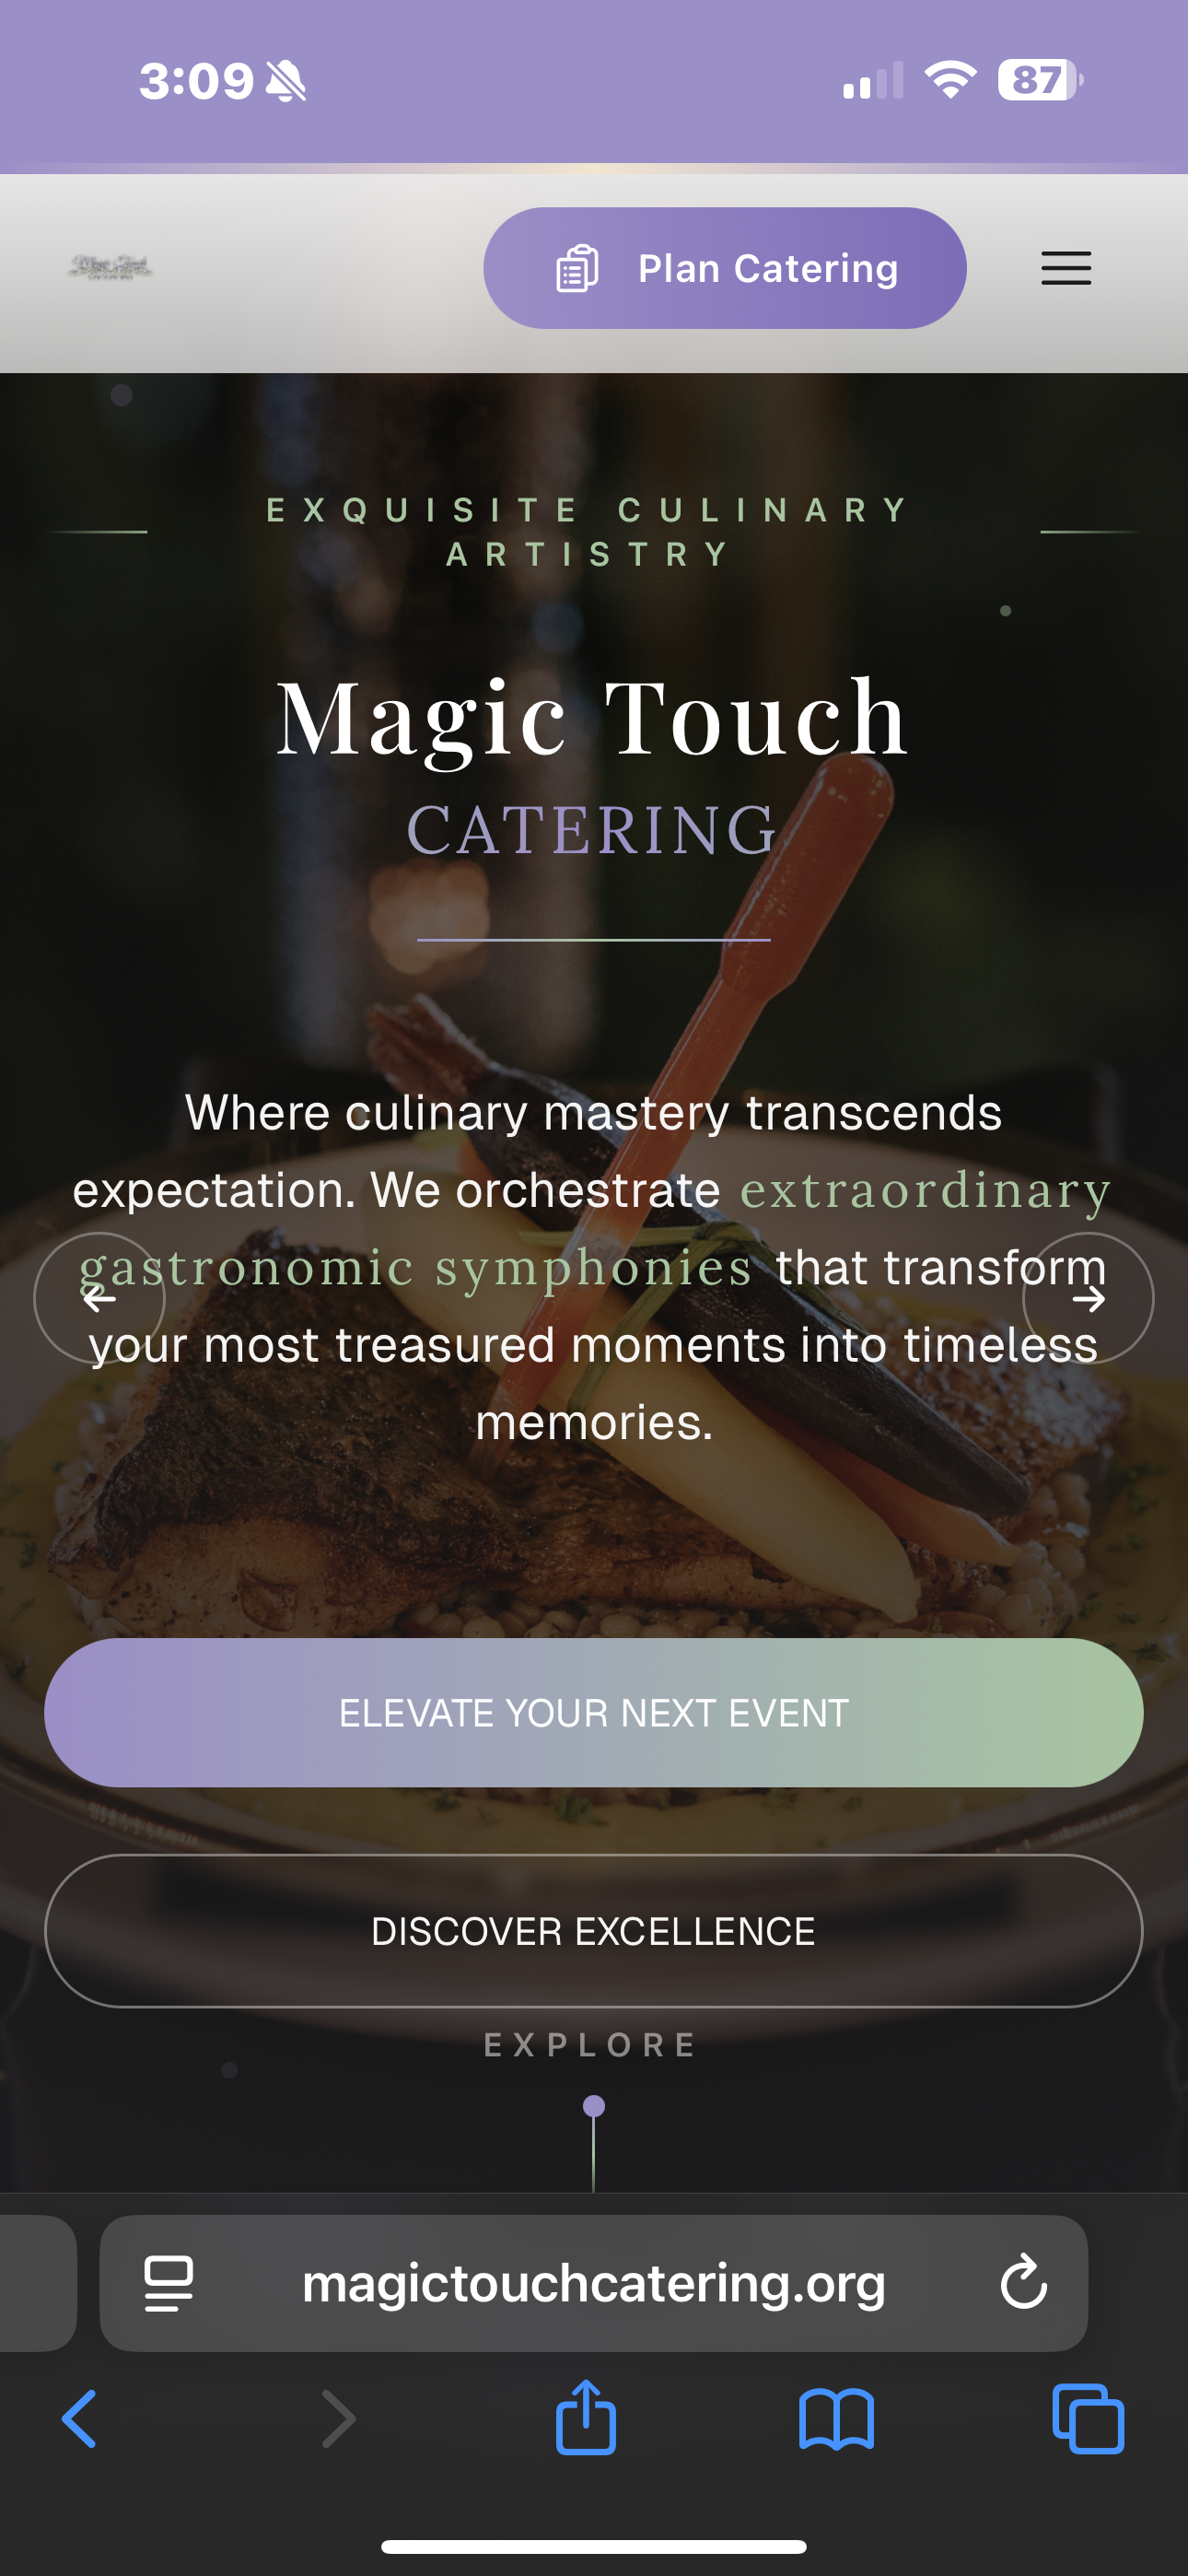 3:09
87
Plan Catering
EXQUISITE CULINARY
ARTISTRY
Magic Touch
CATERING
Where culinary mastery transcends
expectation. We orchestrate extraordinary
gastronomic symphonies that transform
your most treasured moments into timeless
memories.
ELEVATE YOUR NEXT EVENT
DISCOVER EXCELLENCE
EXPLORE
magictouchcatering.org